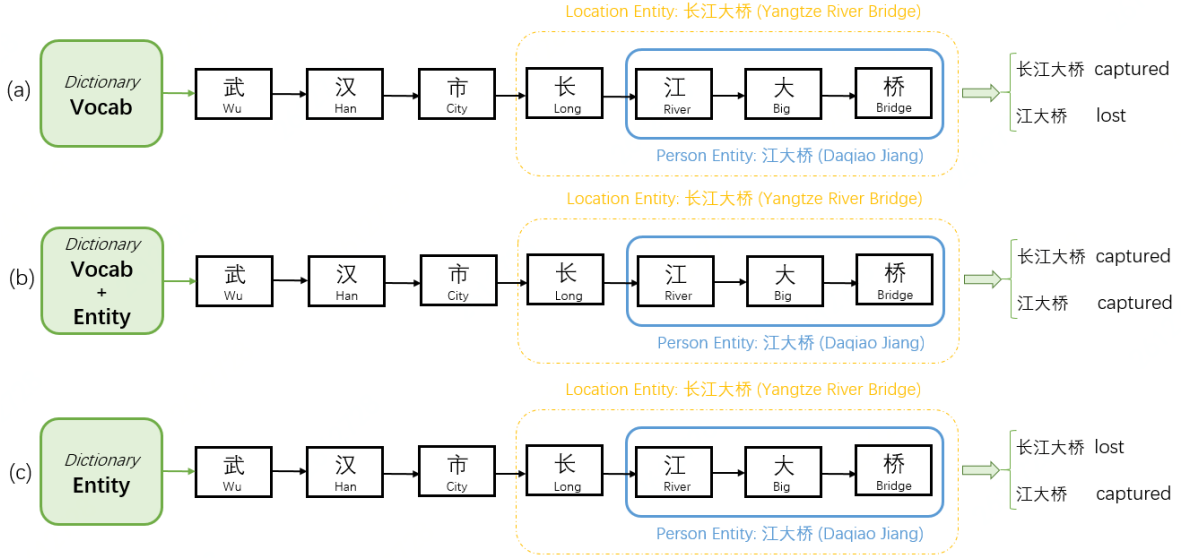 Location Entity: 长江大桥 (Yangtze River Bridge)
(a)
Dictionary
Vocab
武
Wu
汉
Han
市
City
长
Long
江
River
大
Big
桥
Bridge
长江大桥 captured
江大桥 lost
Person Entity: 江大桥 (Daqiao Jiang)
Location Entity: 长江大桥 (Yangtze River Bridge)
(b)
Dictionary
Vocab
+
Entity
武
Wu
汉
Han
市
City
长
Long
江
River
大
Big
桥
Bridge
长江大桥 captured
江大桥 captured
Person Entity: 江大桥 (Daqiao Jiang)
Location Entity: 长江大桥 (Yangtze River Bridge)
(c)
Dictionary
Entity
武
Wu
汉
Han
市
City
长
Long
江
River
大
Big
桥
Bridge
长江大桥 lost
江大桥 captured
Person Entity: 江大桥 (Daqiao Jiang)